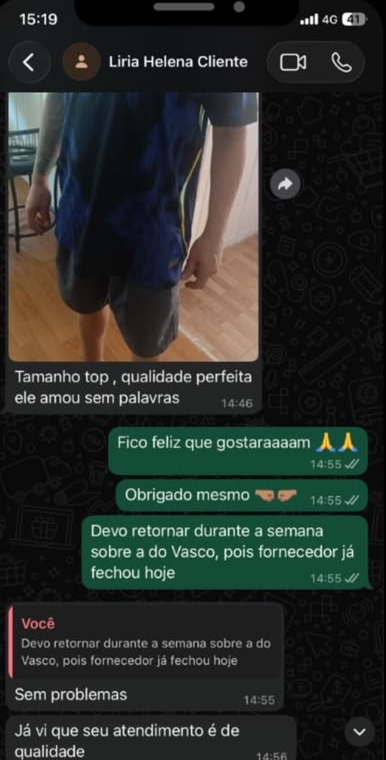 15:19
4G 41
Liria Helena Cliente
Tamanho top , qualidade perfeita
ele amou sem palavras
14:46
Fico feliz que gostaraaaam 🙏🙏
14:55
Obrigado mesmo 🤜🤛
14:55
Devo retornar durante a semana
sobre a do Vasco, pois fornecedor já
fechou hoje
14:55
Você
Devo retornar durante a semana sobre a do
Vasco, pois fornecedor já fechou hoje
Sem problemas
14:55
Já vi que seu atendimento é de
qualidade
14:56